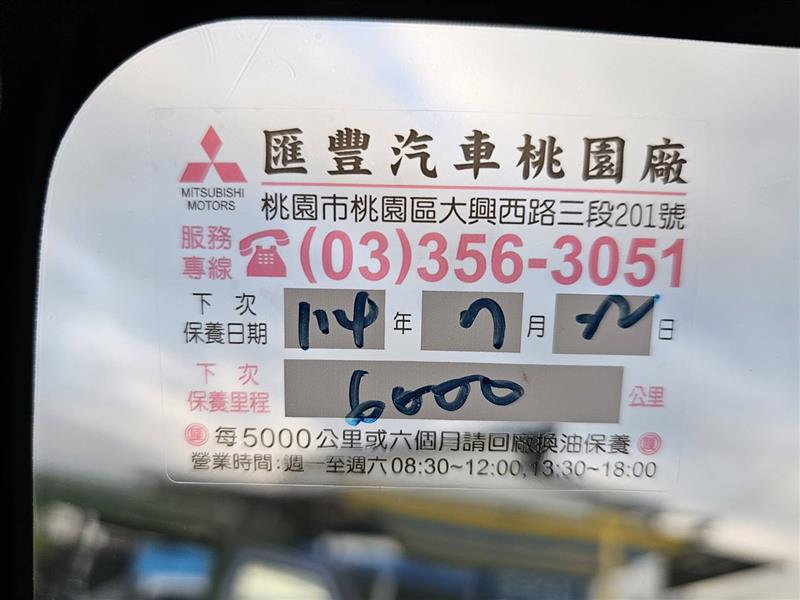 匯豐汽車桃園廠
MITSUBISHI
MOTORS
桃園市桃園區大興西路三段201號
服務專線 (03)356-3051
下次保養日期 114年7月日
下次保養里程 6000 公里
每5000公里或六個月請回廠換油保養
營業時間:週一至週六08:30~12:00,13:30~18:00